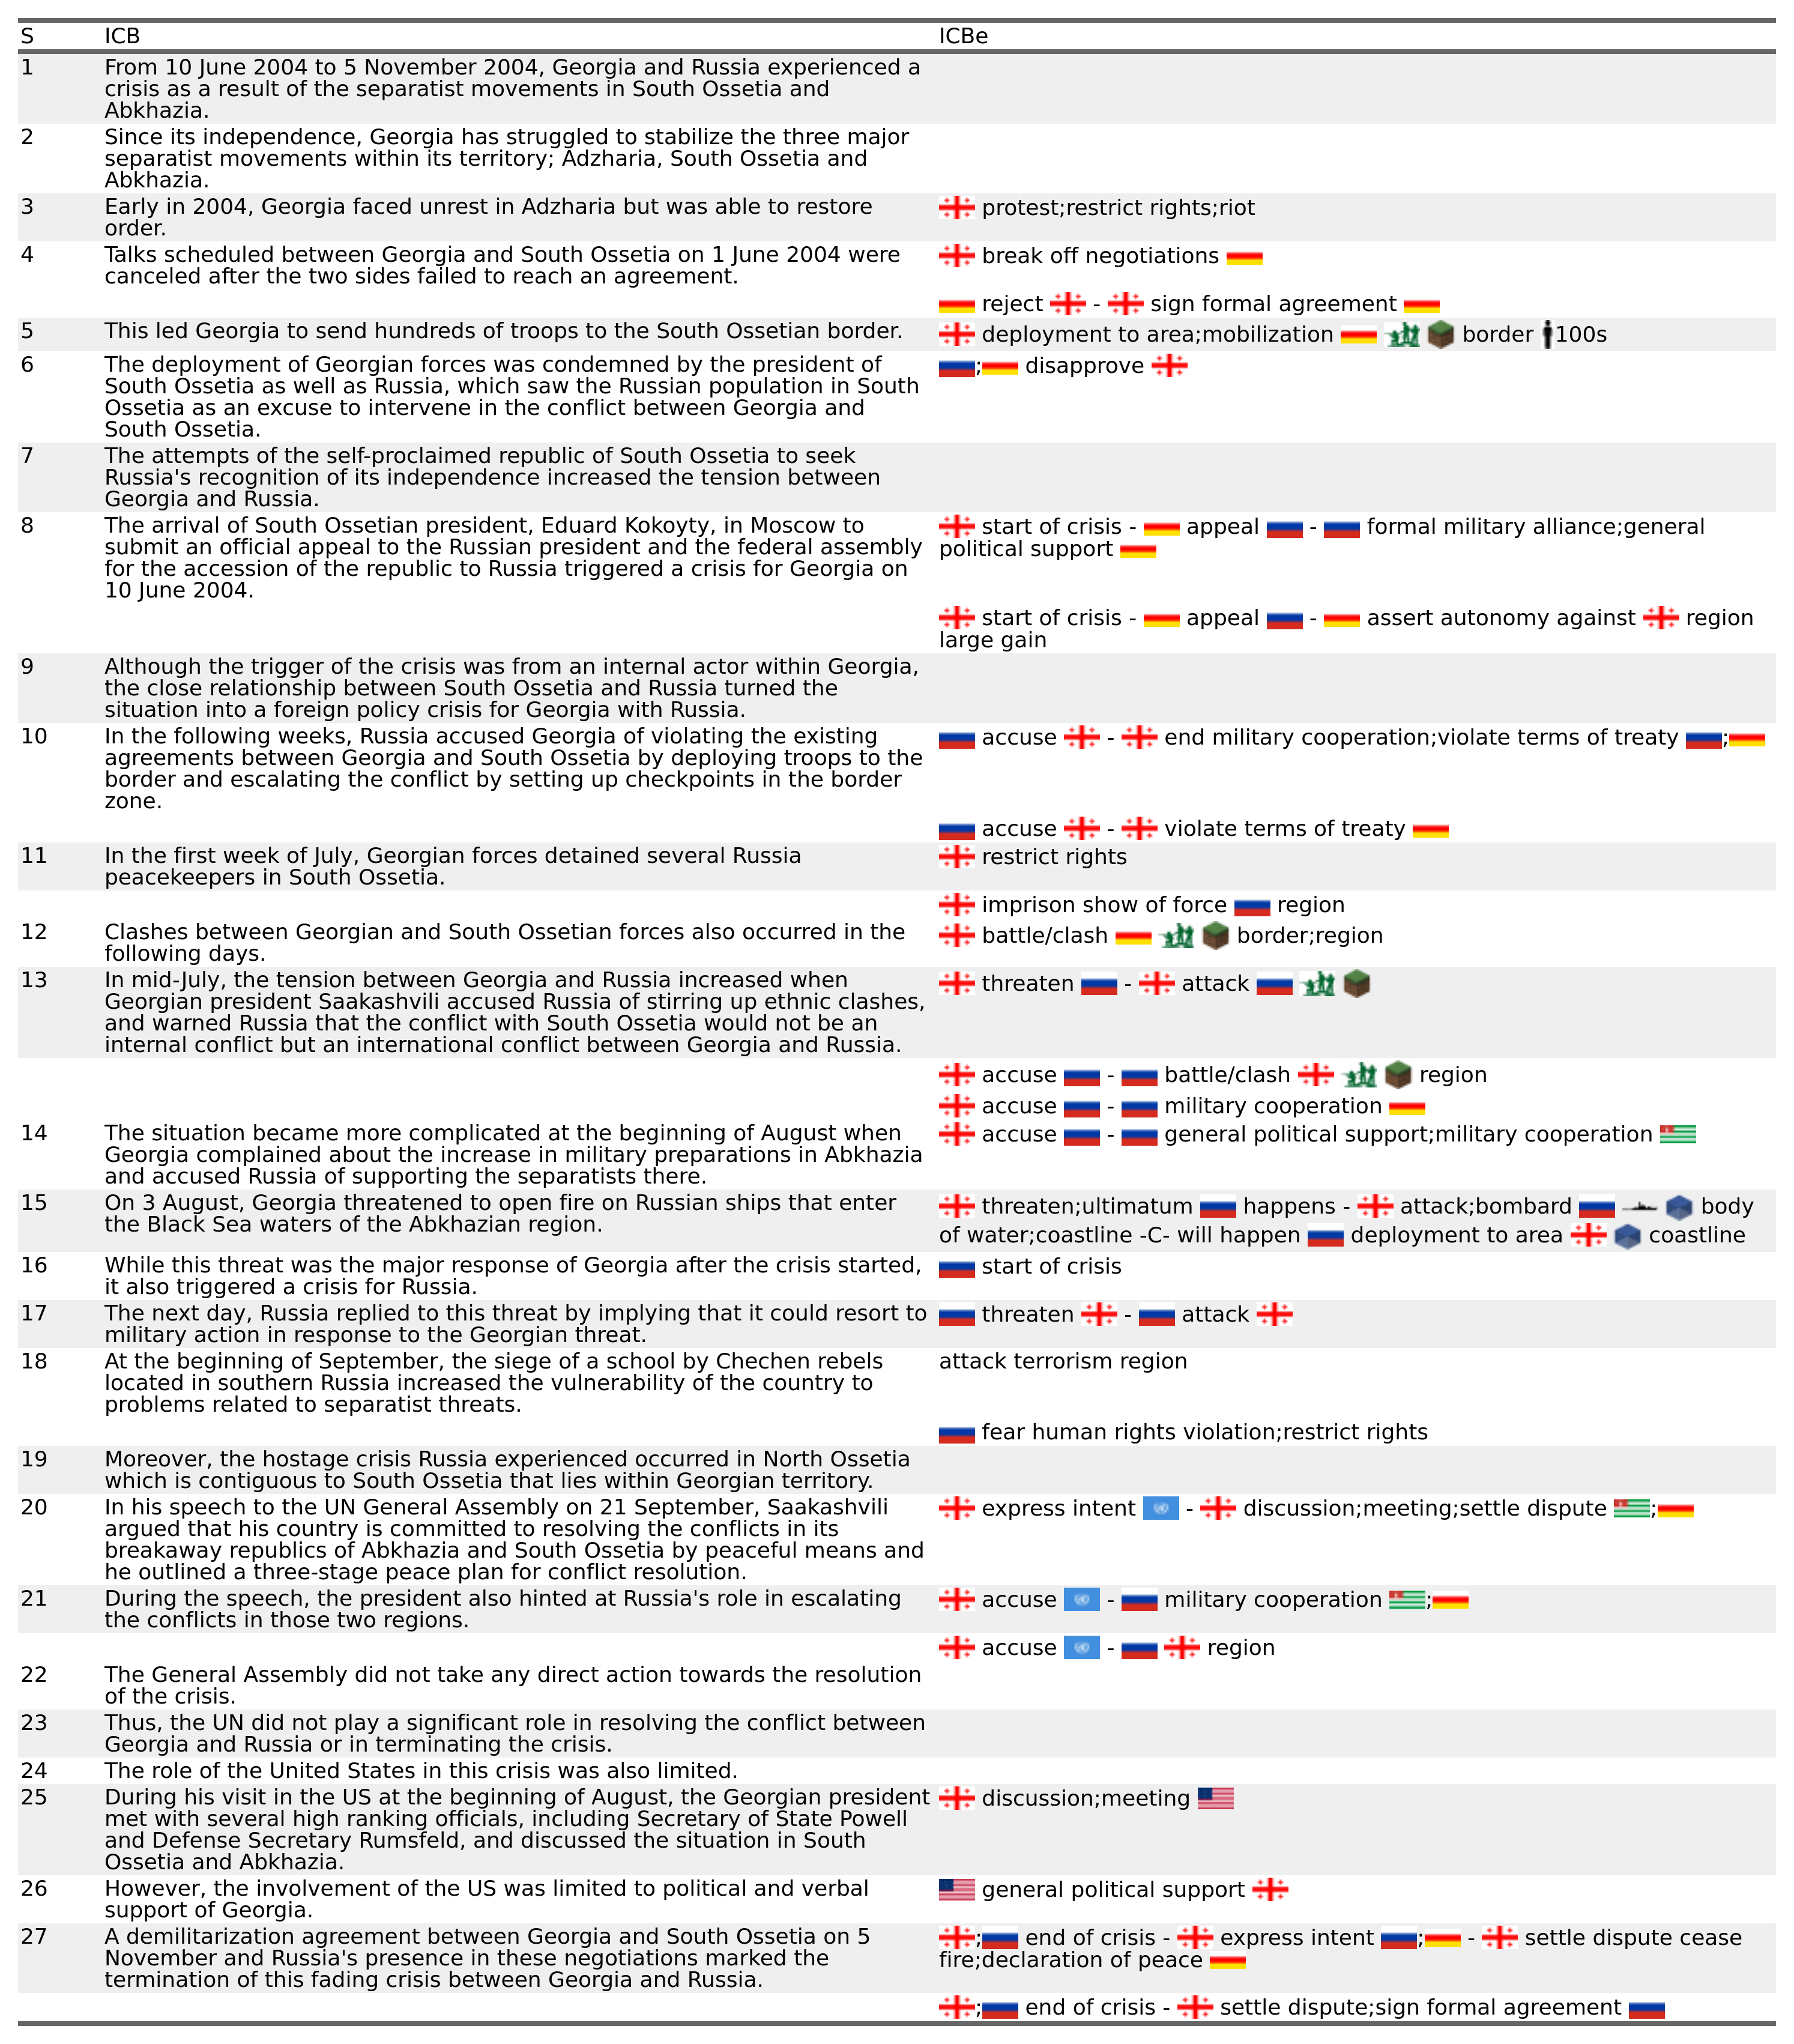 S ICB ICBe
1 From 10 June 2004 to 5 November 2004, Georgia and Russia experienced a
crisis as a result of the separatist movements in South Ossetia and
Abkhazia.
2 Since its independence, Georgia has struggled to stabilize the three major
separatist movements within its territory; Adzharia, South Ossetia and
Abkhazia.
3 Early in 2004, Georgia faced unrest in Adzharia but was able to restore
order.
protest;restrict rights;riot
4 Talks scheduled between Georgia and South Ossetia on 1 June 2004 were
canceled after the two sides failed to reach an agreement.
break off negotiations
reject - sign formal agreement
5 This led Georgia to send hundreds of troops to the South Ossetian border.
deployment to area;mobilization border 100s
6 The deployment of Georgian forces was condemned by the president of
South Ossetia as well as Russia, which saw the Russian population in South
Ossetia as an excuse to intervene in the conflict between Georgia and
South Ossetia.
; disapprove
7 The attempts of the self-proclaimed republic of South Ossetia to seek
Russia's recognition of its independence increased the tension between
Georgia and Russia.
8 The arrival of South Ossetian president, Eduard Kokoyty, in Moscow to
submit an official appeal to the Russian president and the federal assembly
for the accession of the republic to Russia triggered a crisis for Georgia on
10 June 2004.
start of crisis - appeal - formal military alliance;general
political support
start of crisis - appeal - assert autonomy against region
large gain
9 Although the trigger of the crisis was from an internal actor within Georgia,
the close relationship between South Ossetia and Russia turned the
situation into a foreign policy crisis for Georgia with Russia.
10 In the following weeks, Russia accused Georgia of violating the existing
agreements between Georgia and South Ossetia by deploying troops to the
border and escalating the conflict by setting up checkpoints in the border
zone.
accuse - end military cooperation;violate terms of treaty ;
accuse - violate terms of treaty
11 In the first week of July, Georgian forces detained several Russia
peacekeepers in South Ossetia.
restrict rights
imprison show of force region
12 Clashes between Georgian and South Ossetian forces also occurred in the
following days.
battle/clash border;region
13 In mid-July, the tension between Georgia and Russia increased when
Georgian president Saakashvili accused Russia of stirring up ethnic clashes,
and warned Russia that the conflict with South Ossetia would not be an
internal conflict but an international conflict between Georgia and Russia.
threaten - attack
accuse - battle/clash region
accuse - military cooperation
14 The situation became more complicated at the beginning of August when
Georgia complained about the increase in military preparations in Abkhazia
and accused Russia of supporting the separatists there.
accuse - general political support;military cooperation
15 On 3 August, Georgia threatened to open fire on Russian ships that enter
the Black Sea waters of the Abkhazian region.
threaten;ultimatum happens - attack;bombard body
of water;coastline -C- will happen deployment to area coastline
16 While this threat was the major response of Georgia after the crisis started,
it also triggered a crisis for Russia.
start of crisis
17 The next day, Russia replied to this threat by implying that it could resort to
military action in response to the Georgian threat.
threaten - attack
18 At the beginning of September, the siege of a school by Chechen rebels
located in southern Russia increased the vulnerability of the country to
problems related to separatist threats.
attack terrorism region
fear human rights violation;restrict rights
19 Moreover, the hostage crisis Russia experienced occurred in North Ossetia
which is contiguous to South Ossetia that lies within Georgian territory.
20 In his speech to the UN General Assembly on 21 September, Saakashvili
argued that his country is committed to resolving the conflicts in its
breakaway republics of Abkhazia and South Ossetia by peaceful means and
he outlined a three-stage peace plan for conflict resolution.
express intent - discussion;meeting;settle dispute ;
21 During the speech, the president also hinted at Russia's role in escalating
the conflicts in those two regions.
accuse - military cooperation ;
accuse - region
22 The General Assembly did not take any direct action towards the resolution
of the crisis.
23 Thus, the UN did not play a significant role in resolving the conflict between
Georgia and Russia or in terminating the crisis.
24 The role of the United States in this crisis was also limited.
25 During his visit in the US at the beginning of August, the Georgian president
met with several high ranking officials, including Secretary of State Powell
and Defense Secretary Rumsfeld, and discussed the situation in South
Ossetia and Abkhazia.
discussion;meeting
26 However, the involvement of the US was limited to political and verbal
support of Georgia.
general political support
27 A demilitarization agreement between Georgia and South Ossetia on 5
November and Russia's presence in these negotiations marked the
termination of this fading crisis between Georgia and Russia.
; end of crisis - express intent ; - settle dispute cease
fire;declaration of peace
; end of crisis - settle dispute;sign formal agreement